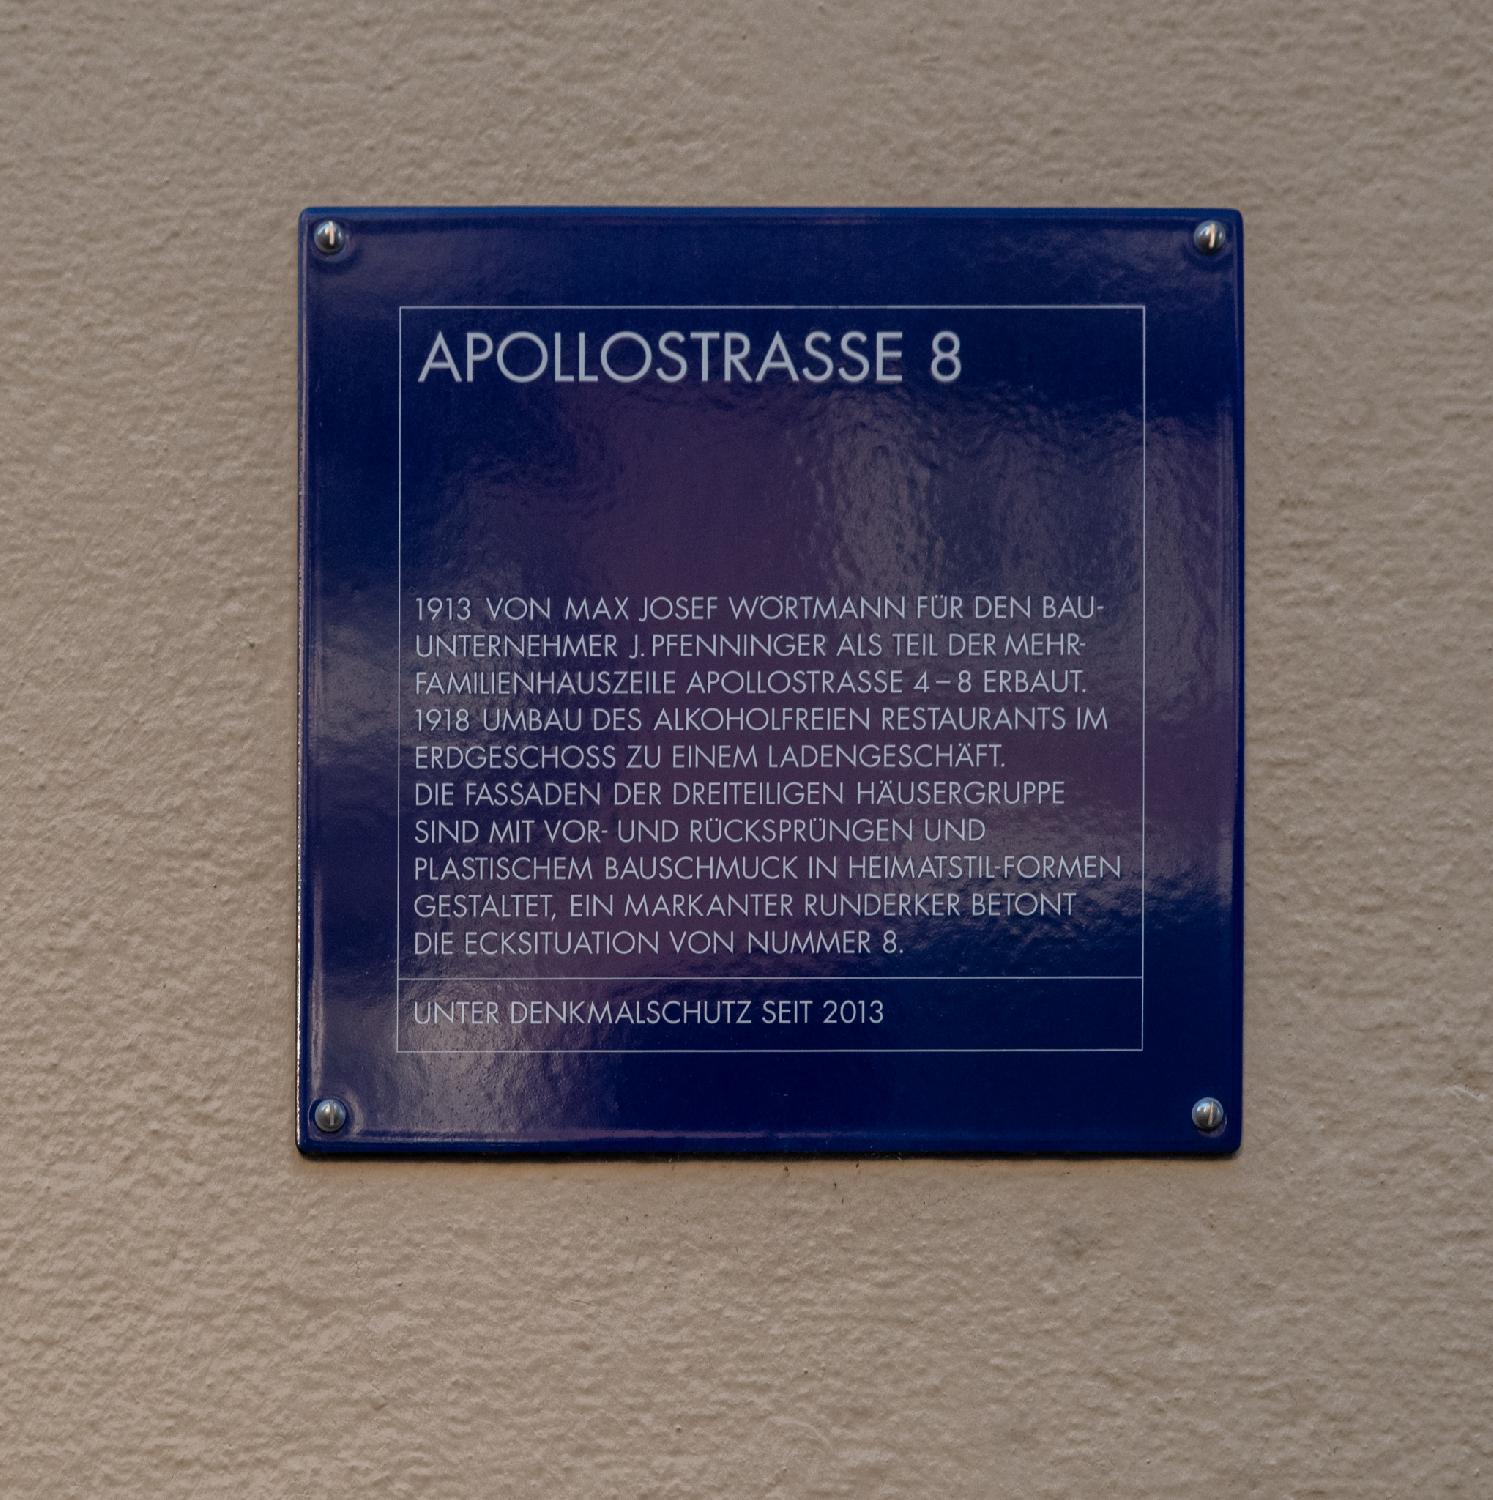 APOLLOSTRASSE 8
1913 VON MAX JOSEF WÖRTMANN FÜR DEN BAU-
UNTERNEHMER J. PFENNINGER ALS TEIL DER MEHR-
FAMILIENHAUSZEILE APOLLOSTRASSE 4–8 ERBAUT.
1918 UMBAU DES ALKOHOLFREIEN RESTAURANTS IM
ERDGESCHOSS ZU EINEM LADENGESCHÄFT.
DIE FASSADEN DER DREITEILIGEN HÄUSERGRUPPE
SIND MIT VOR- UND RÜCKSPRÜNGEN UND
PLASTISCHEM BAUSCHMUCK IN HEIMATSTIL-FORMEN
GESTALTET, EIN MARKANTER RUNDERKER BETONT
DIE ECKSITUATION VON NUMMER 8.
UNTER DENKMALSCHUTZ SEIT 2013